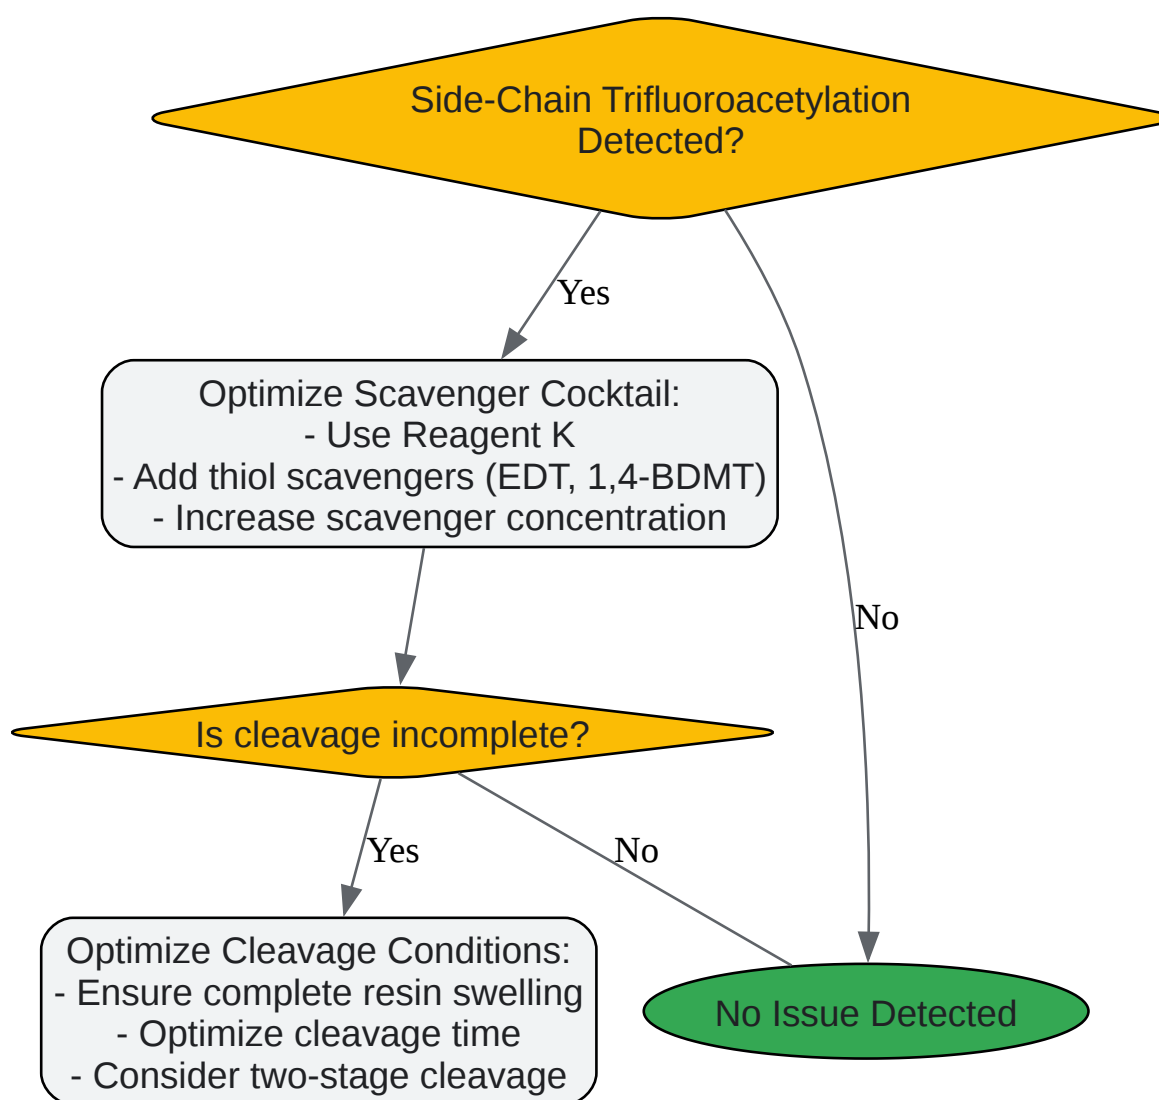 Side-Chain Trifluoroacetylation
Detected?
Yes
Optimize Scavenger Cocktail:
- Use Reagent K
- Add thiol scavengers (EDT, 1,4-BDMT)
- Increase scavenger concentration
No
Is cleavage incomplete?
Yes
No
Optimize Cleavage Conditions:
- Ensure complete resin swelling
- Optimize cleavage time
- Consider two-stage cleavage
No Issue Detected